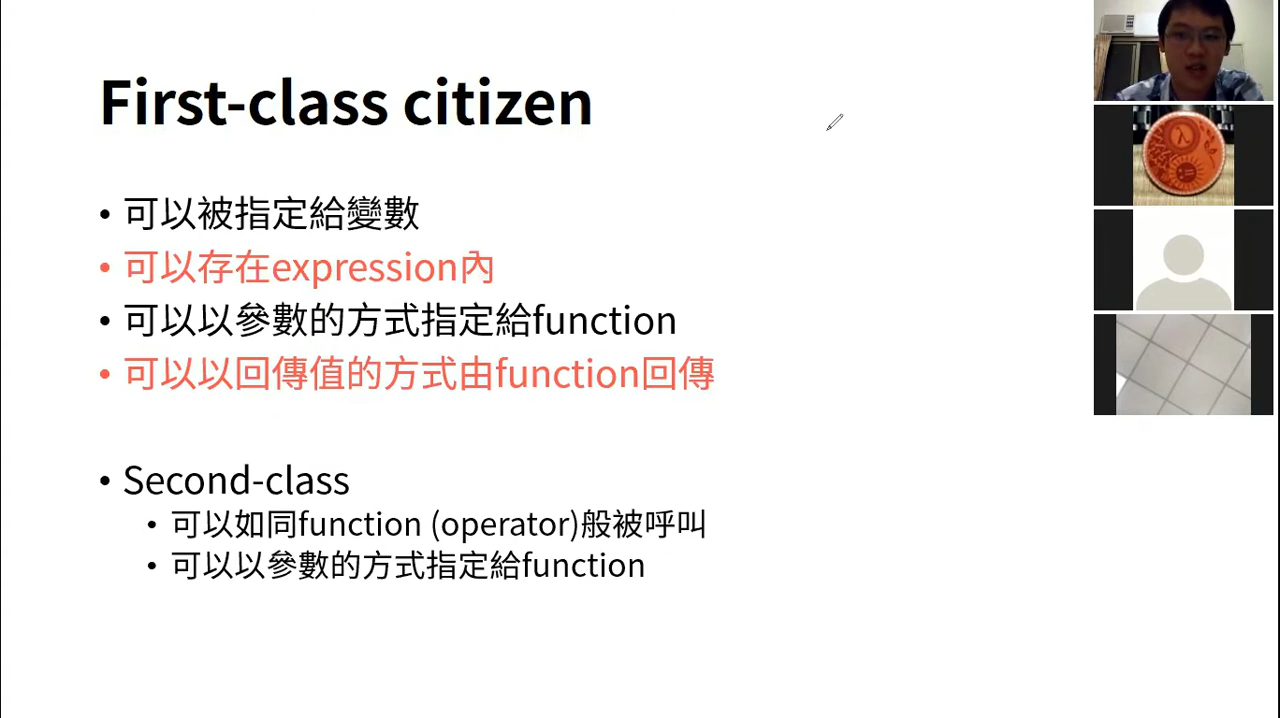 First-class citizen
• 可以被指定給變數
• 可以存在expression內
• 可以以參數的方式指定給function
• 可以以回傳值的方式由function回傳
• Second-class
• 可以如同function (operator)般被呼叫
• 可以以參數的方式指定給function
λ